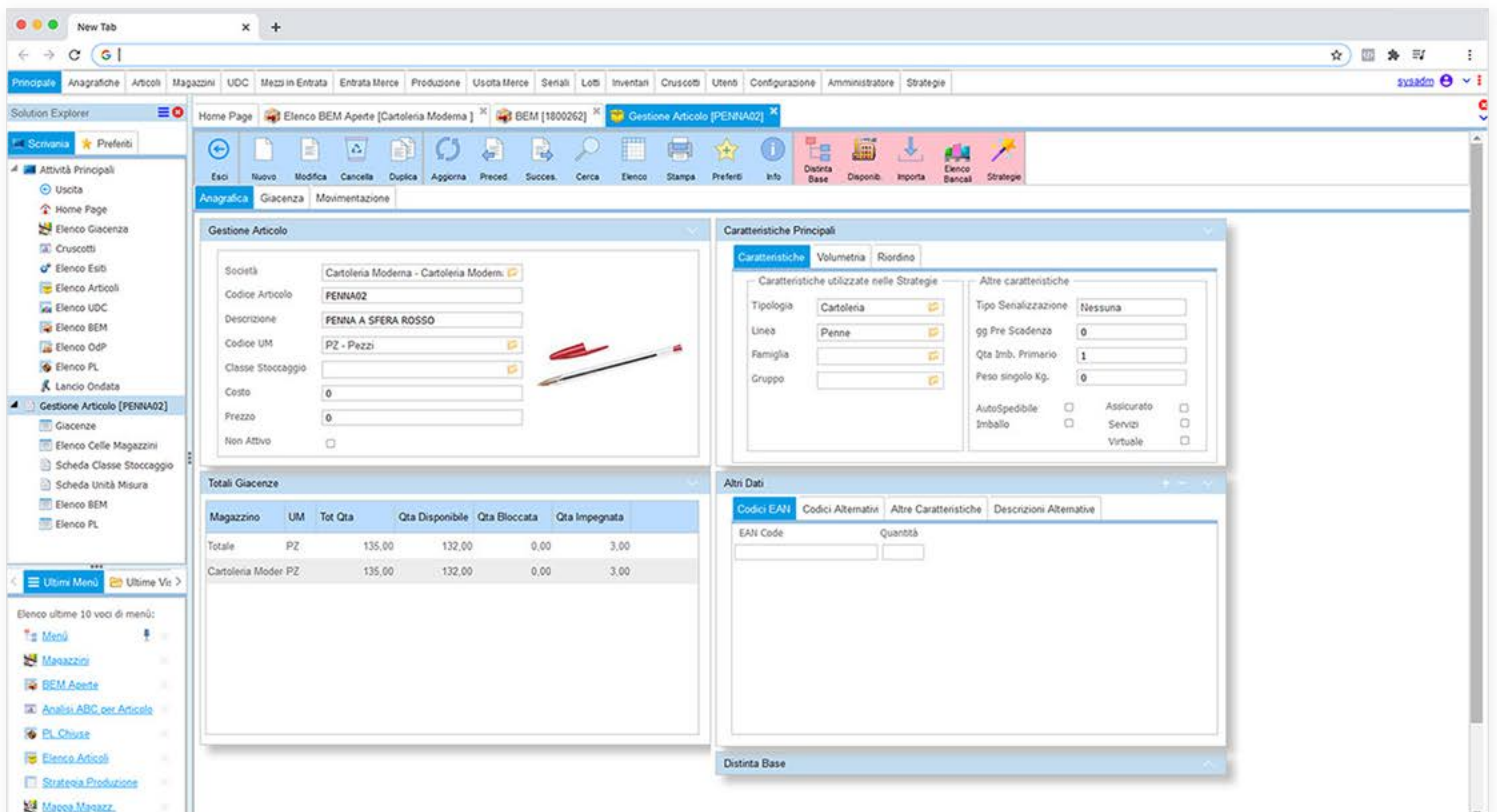 New Tab
G
Principale Anagrafiche Articoli Magazzini UDC Mezzi in Entrata Entrata Merce Produzione Uscita Merce Seriali Lotti Inventari Cruscotti Utenti Configurazione Amministratore Strategie sysadm
Solution Explorer
Home Page Elenco BEM Aperte [Cartoleria Moderna ] BEM [1800262] Gestione Articolo [PENNA02]
Scrivania Preferiti
Esci Nuovo Modifica Cancella Duplica Aggiorna Preced. Succes. Cerca Elenco Stampa Preferiti Info Distinta Base Disponib. Importa Elenco Bancali Strategie
Anagrafica Giacenza Movimentazione
Attività Principali
Uscita
Home Page
Elenco Giacenza
Cruscotti
Elenco Esiti
Elenco Articoli
Elenco UDC
Elenco BEM
Elenco OdP
Elenco PL
Lancio Ondata
Gestione Articolo [PENNA02]
Giacenze
Elenco Celle Magazzini
Scheda Classe Stoccaggio
Scheda Unità Misura
Elenco BEM
Elenco PL
Ultimi Menù Ultime Vis
Elenco ultime 10 voci di menù:
Menù
Magazzini
BEM Aperte
Analisi ABC per Articolo
PL Chiuse
Elenco Articoli
Strategia Produzione
Mappa Magazz.
Gestione Articolo
Società Cartoleria Moderna - Cartoleria Modern
Codice Articolo PENNA02
Descrizione PENNA A SFERA ROSSO
Codice UM PZ - Pezzi
Classe Stoccaggio
Costo 0
Prezzo 0
Non Attivo
Caratteristiche Principali
Caratteristiche Volumetria Riordino
Caratteristiche utilizzate nelle Strategie
Tipologia Cartoleria
Linea Penne
Famiglia
Gruppo
Altre caratteristiche
Tipo Serializzazione Nessuna
gg Pre Scadenza 0
Qta Imb. Primario 1
Peso singolo Kg. 0
AutoSpedibile Assicurato
Imballo Servizi
Virtuale
Totali Giacenze
Magazzino UM Tot Qta Qta Disponibile Qta Bloccata Qta Impegnata
Totale PZ 135,00 132,00 0,00 3,00
Cartoleria Moder PZ 135,00 132,00 0,00 3,00
Altri Dati
Codici EAN Codici Alternativi Altre Caratteristiche Descrizioni Alternative
EAN Code Quantità
Distinta Base